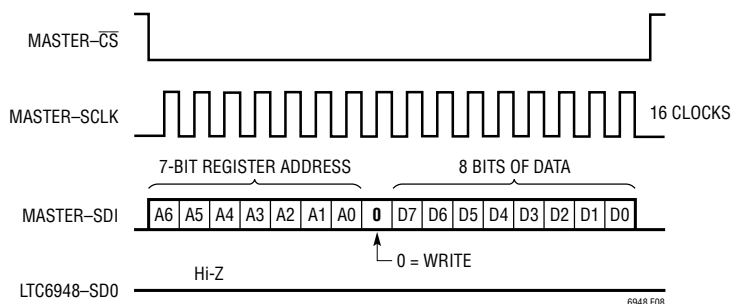 MASTER–C̅S̅
MASTER–SCLK
16 CLOCKS
7-BIT REGISTER ADDRESS
8 BITS OF DATA
MASTER–SDI
A6 A5 A4 A3 A2 A1 A0 0 D7 D6 D5 D4 D3 D2 D1 D0
0 = WRITE
Hi-Z
LTC6948–SD0
6948 F08